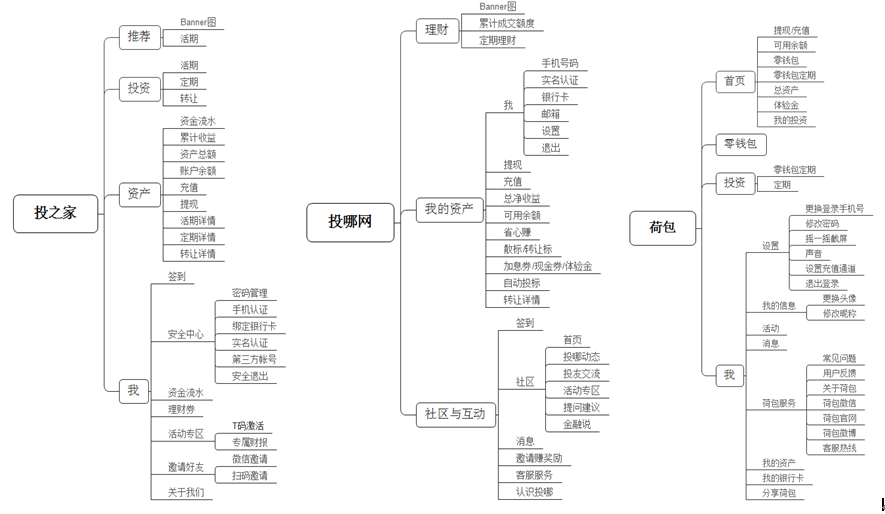 投之家
推荐
Banner图
活期
投资
活期
定期
转让
资产
资金流水
累计收益
资产总额
账户余额
充值
提现
活期详情
定期详情
转让详情
我
签到
安全中心
密码管理
手机认证
绑定银行卡
实名认证
第三方帐号
安全退出
资金流水
理财券
活动专区
T码激活
专属财报
邀请好友
微信邀请
扫码邀请
关于我们
投哪网
理财
Banner图
累计成交额度
定期理财
我的资产
我
手机号码
实名认证
银行卡
邮箱
设置
退出
提现
充值
总净收益
可用余额
省心赚
散标/转让标
加息券/现金券/体验金
自动投标
转让详情
社区与互动
签到
社区
首页
投哪动态
投友交流
活动专区
提问建议
金融说
消息
邀请赚奖励
客服服务
认识投哪
荷包
首页
提现/充值
可用余额
零钱包
零钱包定期
总资产
体验金
我的投资
零钱包
投资
零钱包定期
定期
我
设置
更换登录手机号
修改密码
摇一摇截屏
声音
设置充值通道
退出登录
我的信息
更换头像
修改昵称
活动
消息
荷包服务
常见问题
用户反馈
关于荷包
荷包微信
荷包官网
荷包微博
客服热线
我的资产
我的银行卡
分享荷包